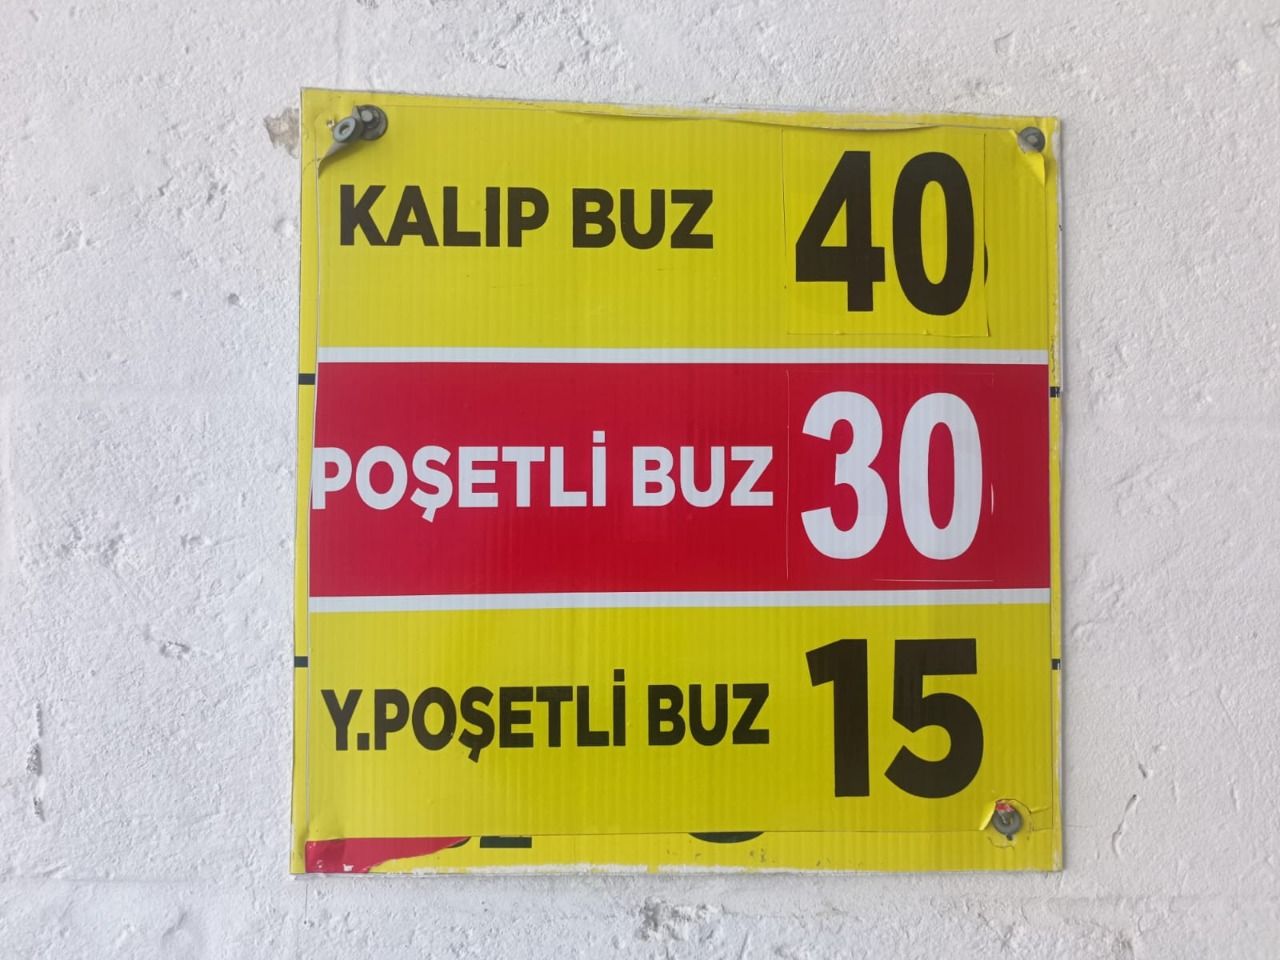 KALIP BUZ 40
POŞETLİ BUZ 30
Y.POŞETLİ BUZ 15